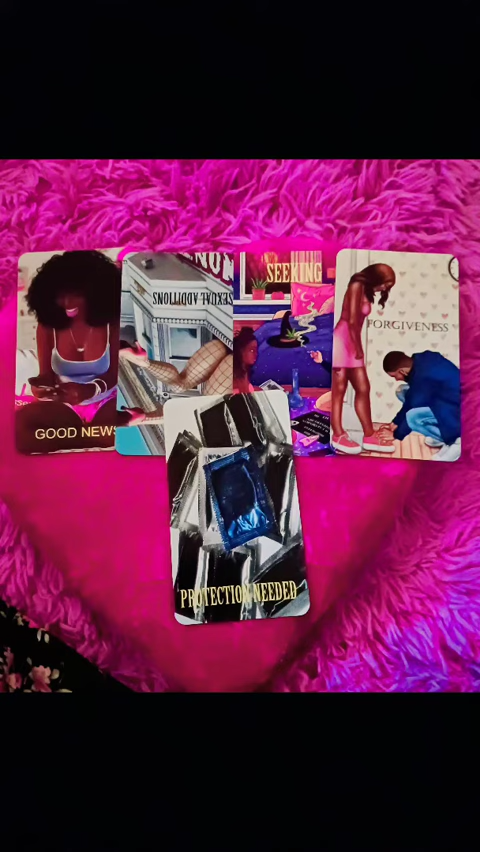 GOOD NEWS
SEXUAL ADDITIONS
SEEKING
FORGIVENESS
PROTECTION NEEDED